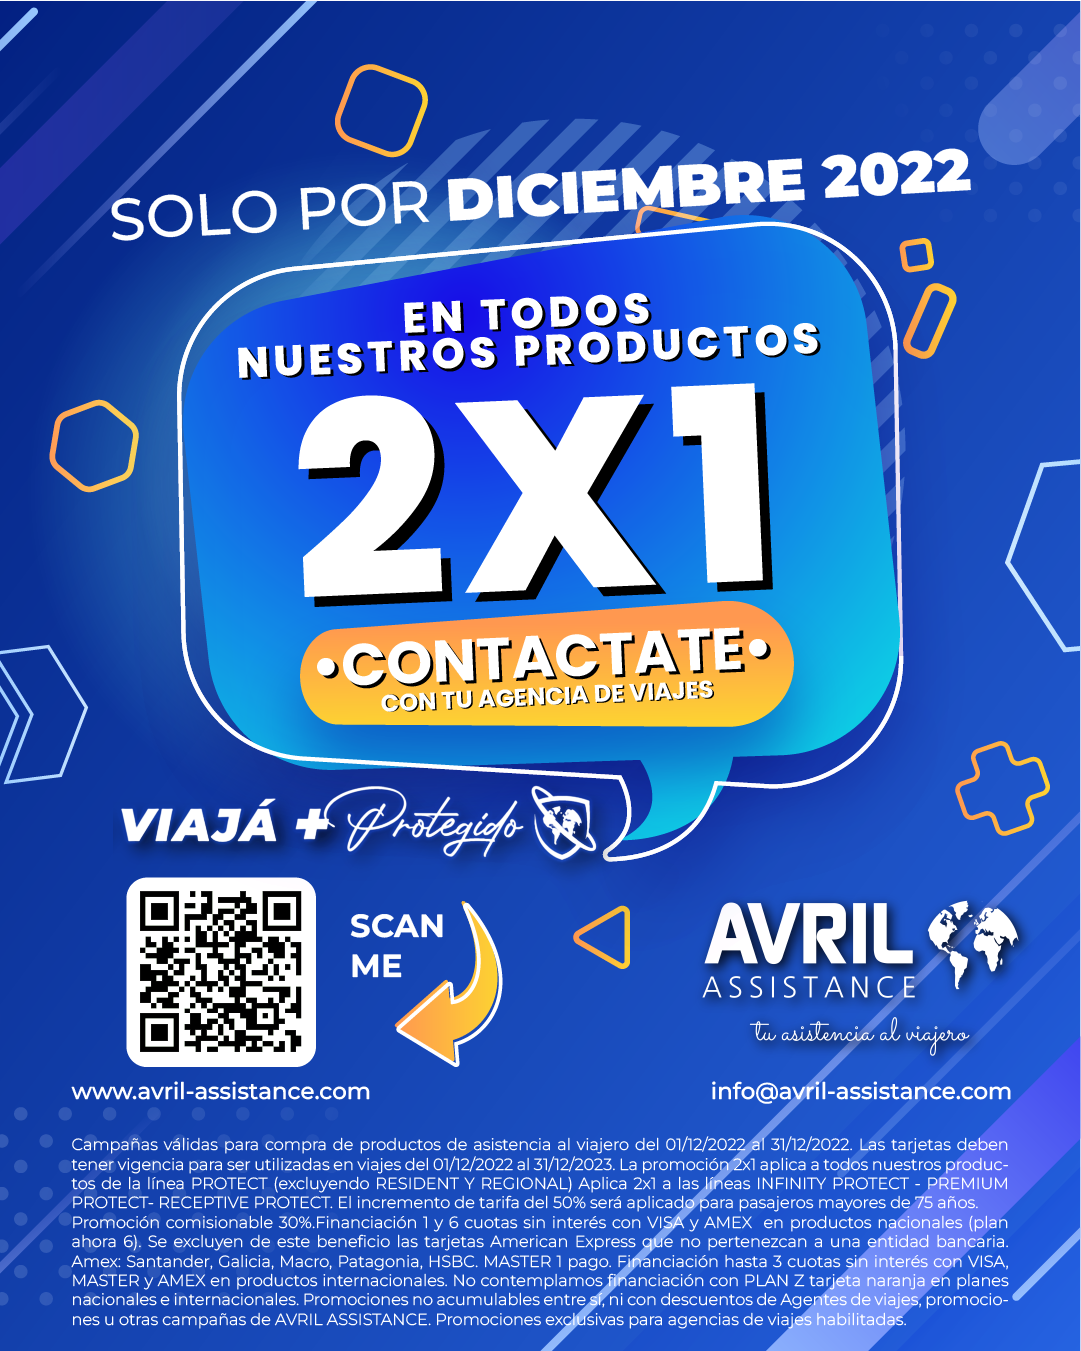 SOLO POR DICIEMBRE 2022
EN TODOS
NUESTROS PRODUCTOS
2X1
•CONTACTATE•
CON TU AGENCIA DE VIAJES
VIAJÁ + Protegido
SCAN
ME
AVRIL
ASSISTANCE
tu asistencia al viajero
www.avril-assistance.com
info@avril-assistance.com
Campañas válidas para compra de productos de asistencia al viajero del 01/12/2022 al 31/12/2022. Las tarjetas deben
tener vigencia para ser utilizadas en viajes del 01/12/2022 al 31/12/2023. La promoción 2x1 aplica a todos nuestros produc-
tos de la línea PROTECT (excluyendo RESIDENT Y REGIONAL) Aplica 2x1 a las líneas INFINITY PROTECT - PREMIUM
PROTECT- RECEPTIVE PROTECT. El incremento de tarifa del 50% será aplicado para pasajeros mayores de 75 años.
Promoción comisionable 30%.Financiación 1 y 6 cuotas sin interés con VISA y AMEX en productos nacionales (plan
ahora 6). Se excluyen de este beneficio las tarjetas American Express que no pertenezcan a una entidad bancaria.
Amex: Santander, Galicia, Macro, Patagonia, HSBC. MASTER 1 pago. Financiación hasta 3 cuotas sin interés con VISA,
MASTER y AMEX en productos internacionales. No contemplamos financiación con PLAN Z tarjeta naranja en planes
nacionales e internacionales. Promociones no acumulables entre sí, ni con descuentos de Agentes de viajes, promocio-
nes u otras campañas de AVRIL ASSISTANCE. Promociones exclusivas para agencias de viajes habilitadas.